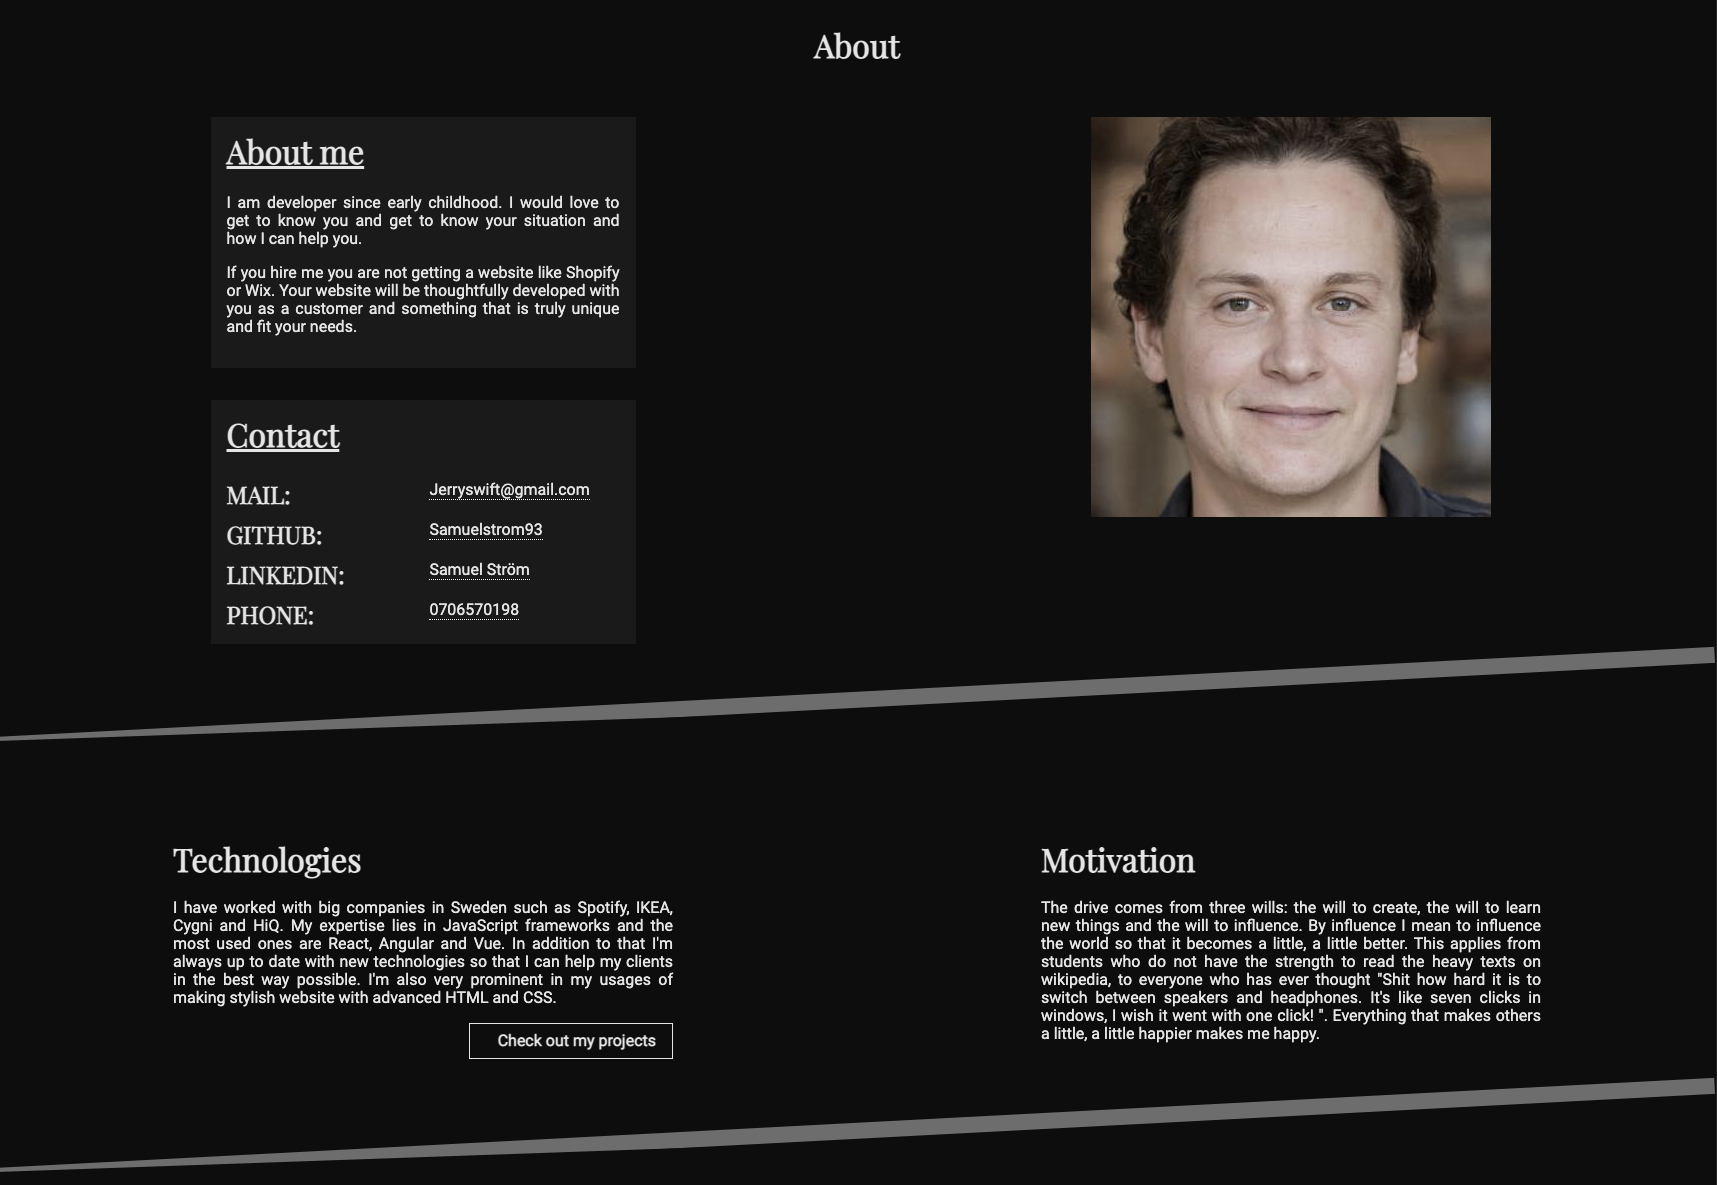 About
About me
I am developer since early childhood. I would love to
get to know you and get to know your situation and
how I can help you.
If you hire me you are not getting a website like Shopify
or Wix. Your website will be thoughtfully developed with
you as a customer and something that is truly unique
and fit your needs.
Contact
MAIL: Jerryswift@gmail.com
GITHUB: Samuelstrom93
LINKEDIN: Samuel Ström
PHONE: 0706570198
Technologies
I have worked with big companies in Sweden such as Spotify, IKEA,
Cygni and HiQ. My expertise lies in JavaScript frameworks and the
most used ones are React, Angular and Vue. In addition to that I'm
always up to date with new technologies so that I can help my clients
in the best way possible. I'm also very prominent in my usages of
making stylish website with advanced HTML and CSS.
Check out my projects
Motivation
The drive comes from three wills: the will to create, the will to learn
new things and the will to influence. By influence I mean to influence
the world so that it becomes a little, a little better. This applies from
students who do not have the strength to read the heavy texts on
wikipedia, to everyone who has ever thought "Shit how hard it is to
switch between speakers and headphones. It's like seven clicks in
windows, I wish it went with one click! ". Everything that makes others
a little, a little happier makes me happy.